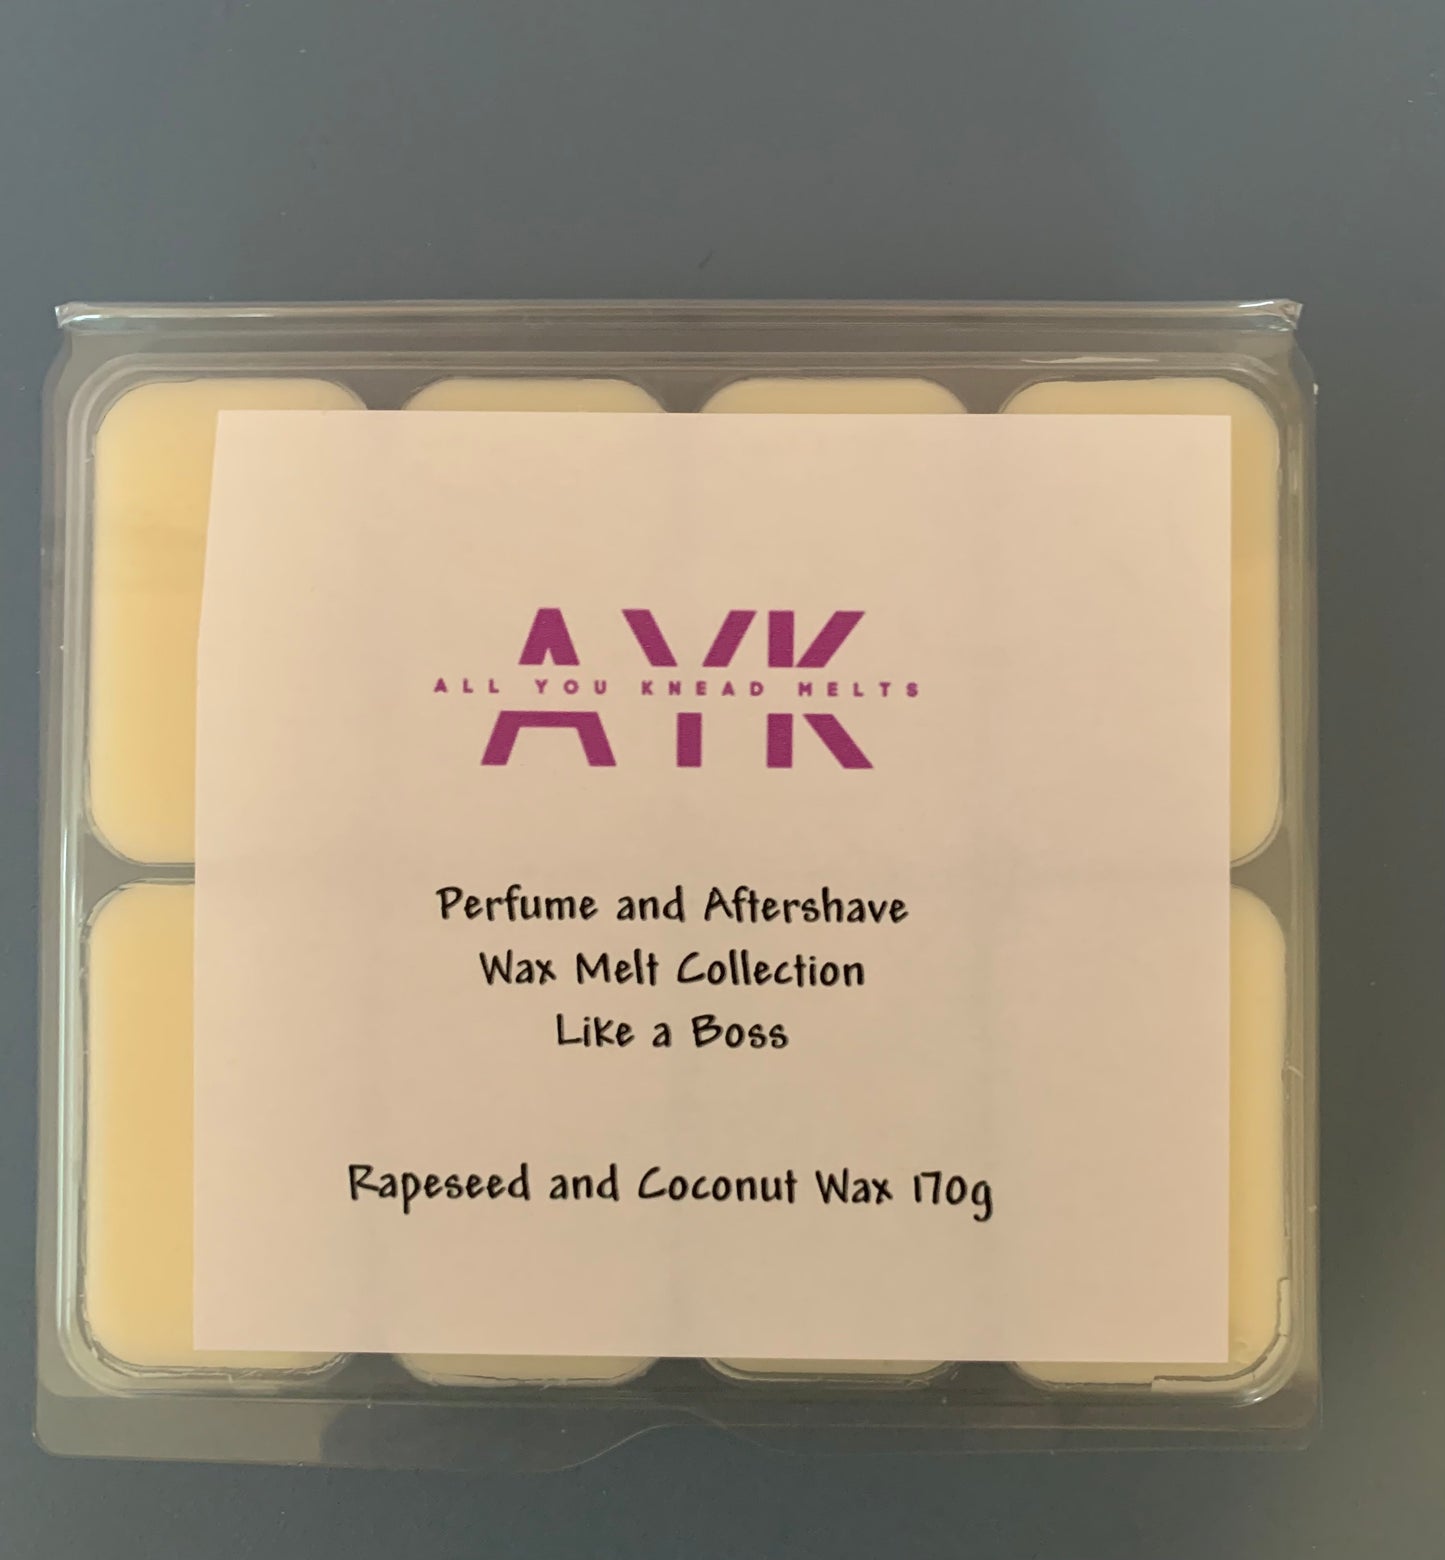 AYK
ALL YOU KNEAD MELTS
Perfume and Aftershave
Wax Melt Collection
Like a Boss
Rapeseed and Coconut Wax 170g